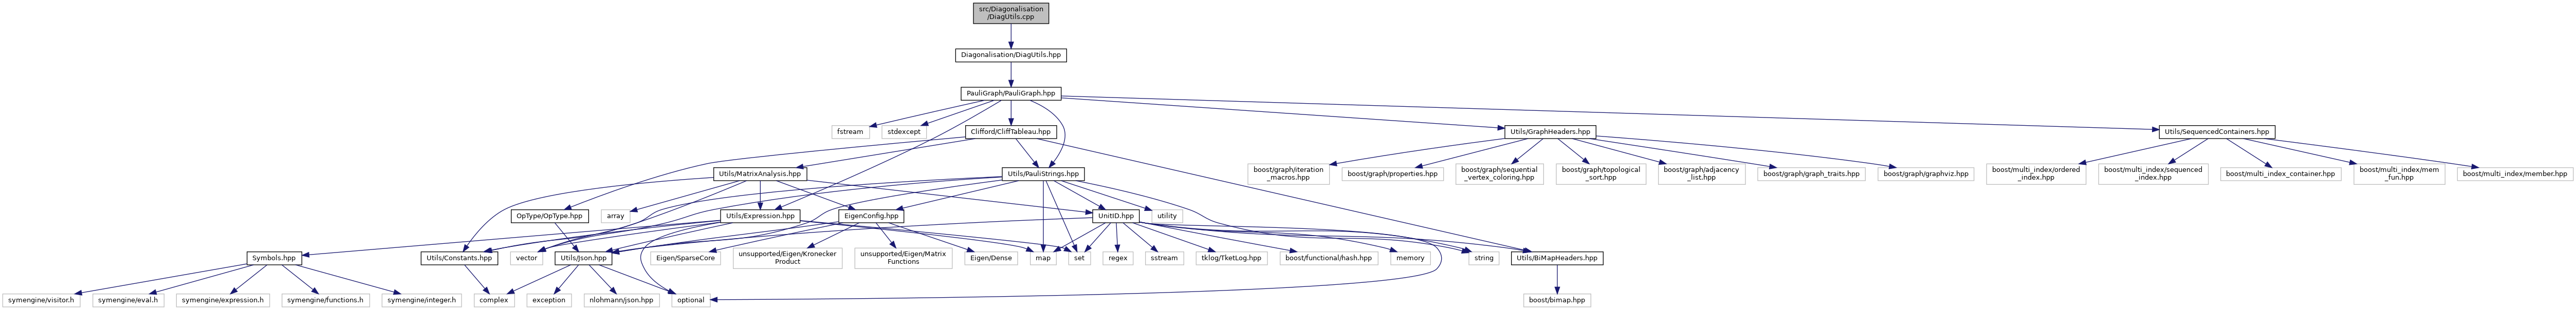 src/Diagonalisation
/DiagUtils.cpp
Diagonalisation/DiagUtils.hpp
PauliGraph/PauliGraph.hpp
fstream
stdexcept
Clifford/CliffTableau.hpp
Utils/GraphHeaders.hpp
Utils/SequencedContainers.hpp
Utils/MatrixAnalysis.hpp
Utils/PauliStrings.hpp
boost/graph/iteration
_macros.hpp
boost/graph/properties.hpp
boost/graph/sequential
_vertex_coloring.hpp
boost/graph/topological
_sort.hpp
boost/graph/adjacency
_list.hpp
boost/graph/graph_traits.hpp
boost/graph/graphviz.hpp
boost/multi_index/ordered
_index.hpp
boost/multi_index/sequenced
_index.hpp
boost/multi_index_container.hpp
boost/multi_index/mem
_fun.hpp
boost/multi_index/member.hpp
OpType/OpType.hpp
array
Utils/Expression.hpp
EigenConfig.hpp
UnitID.hpp
utility
Symbols.hpp
Utils/Constants.hpp
vector
Utils/Json.hpp
Eigen/SparseCore
unsupported/Eigen/Kronecker
Product
unsupported/Eigen/Matrix
Functions
Eigen/Dense
map
set
regex
sstream
tklog/TketLog.hpp
boost/functional/hash.hpp
memory
string
Utils/BiMapHeaders.hpp
symengine/visitor.h
symengine/eval.h
symengine/expression.h
symengine/functions.h
symengine/integer.h
complex
exception
nlohmann/json.hpp
optional
boost/bimap.hpp